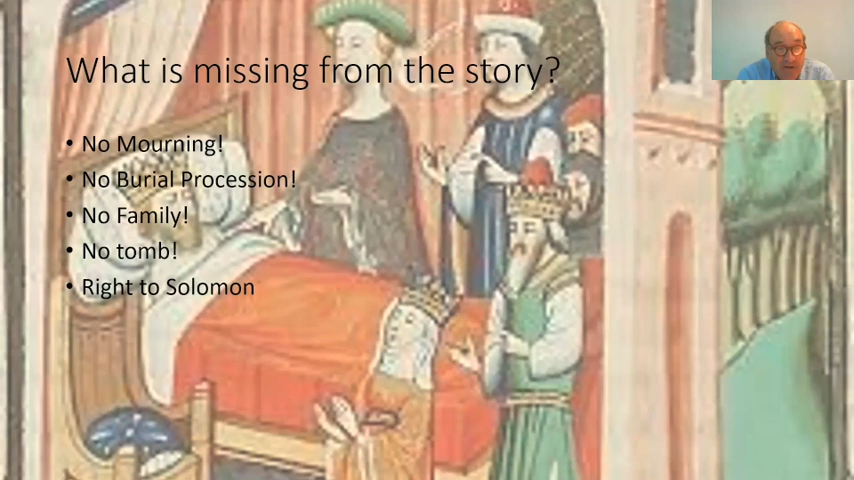 What is missing from the story?
• No Mourning!
• No Burial Procession!
• No Family!
• No tomb!
• Right to Solomon